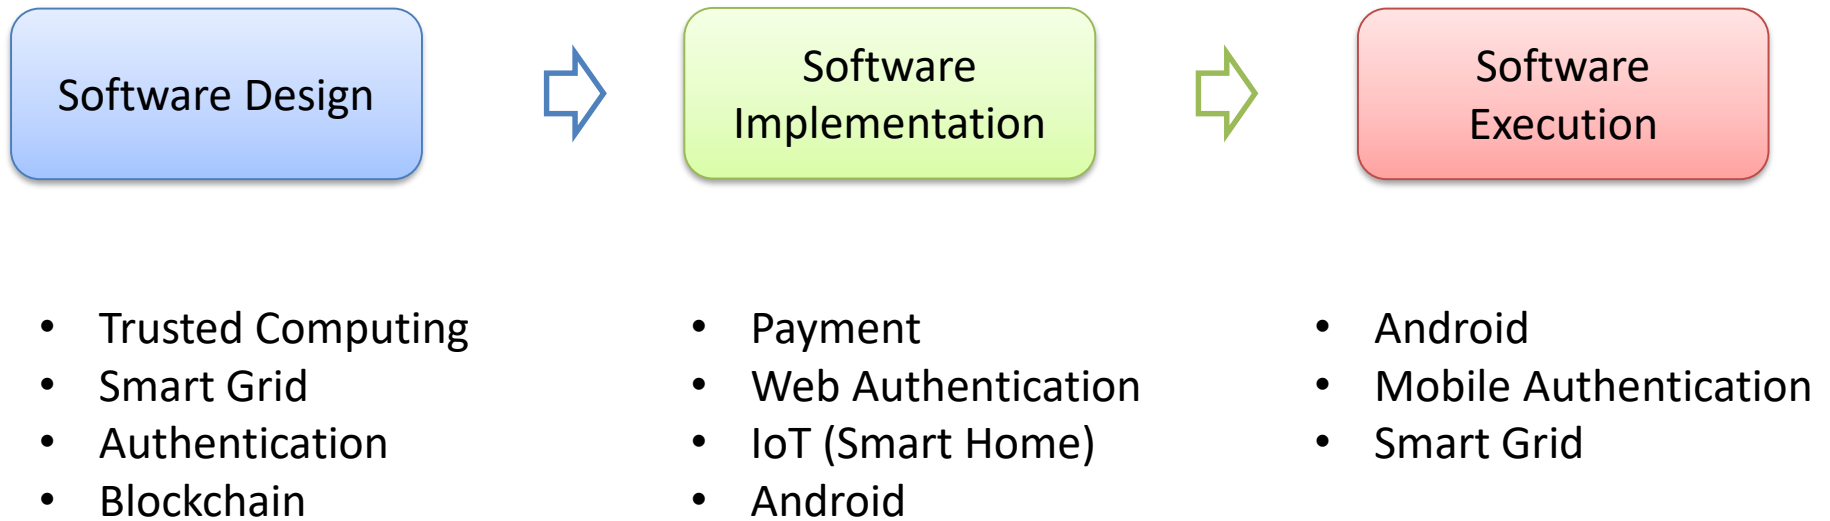 Software Design
Software
Implementation
Software
Execution
• Trusted Computing
• Smart Grid
• Authentication
• Blockchain
• Payment
• Web Authentication
• IoT (Smart Home)
• Android
• Android
• Mobile Authentication
• Smart Grid